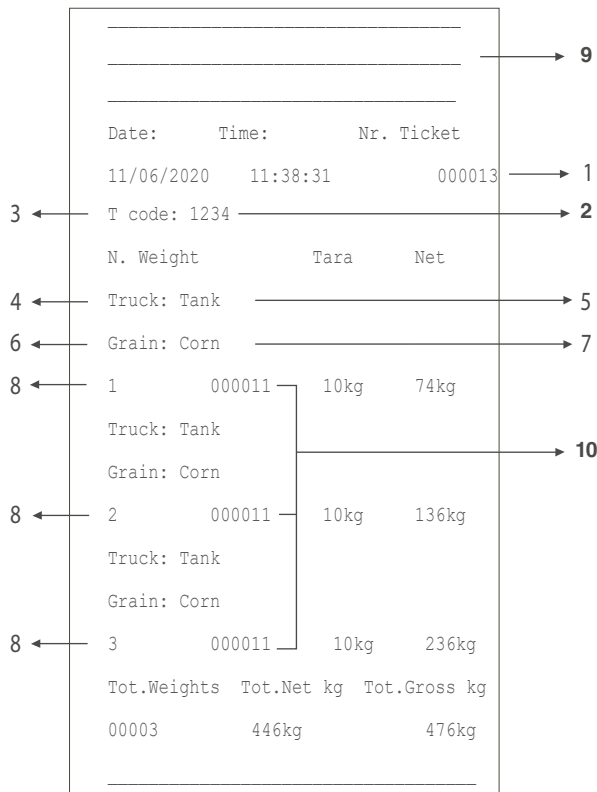 9
Date: Time: Nr. Ticket
11/06/2020 11:38:31 000013 1
3 T code: 1234 2
N. Weight Tara Net
4 Truck: Tank 5
6 Grain: Corn 7
8 1 000011 10kg 74kg
Truck: Tank
10
Grain: Corn
8 2 000011 10kg 136kg
Truck: Tank
Grain: Corn
8 3 000011 10kg 236kg
Tot.Weights Tot.Net kg Tot.Gross kg
00003 446kg 476kg